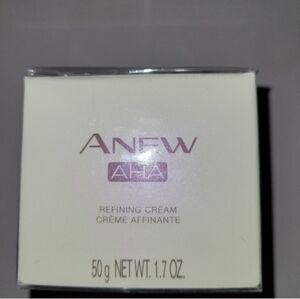 ANEW
AHA
REFINING CREAM
CRÈME AFFINANTE
50 g NET WT. 1.7 OZ.